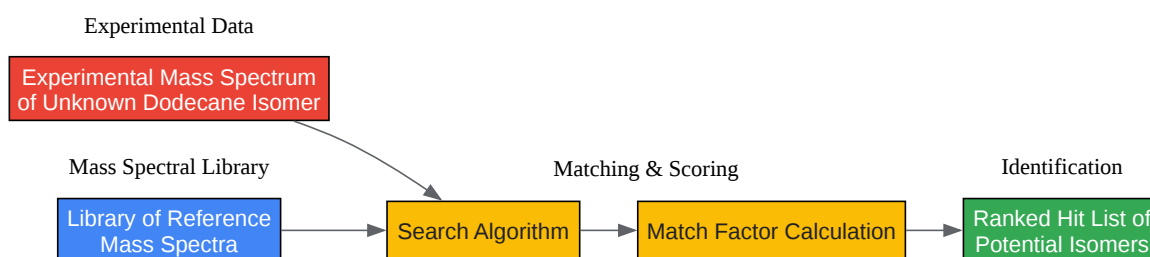 Experimental Data
Experimental Mass Spectrum
of Unknown Dodecane Isomer
Mass Spectral Library
Matching & Scoring
Identification
Library of Reference
Mass Spectra
Search Algorithm
Match Factor Calculation
Ranked Hit List of
Potential Isomers